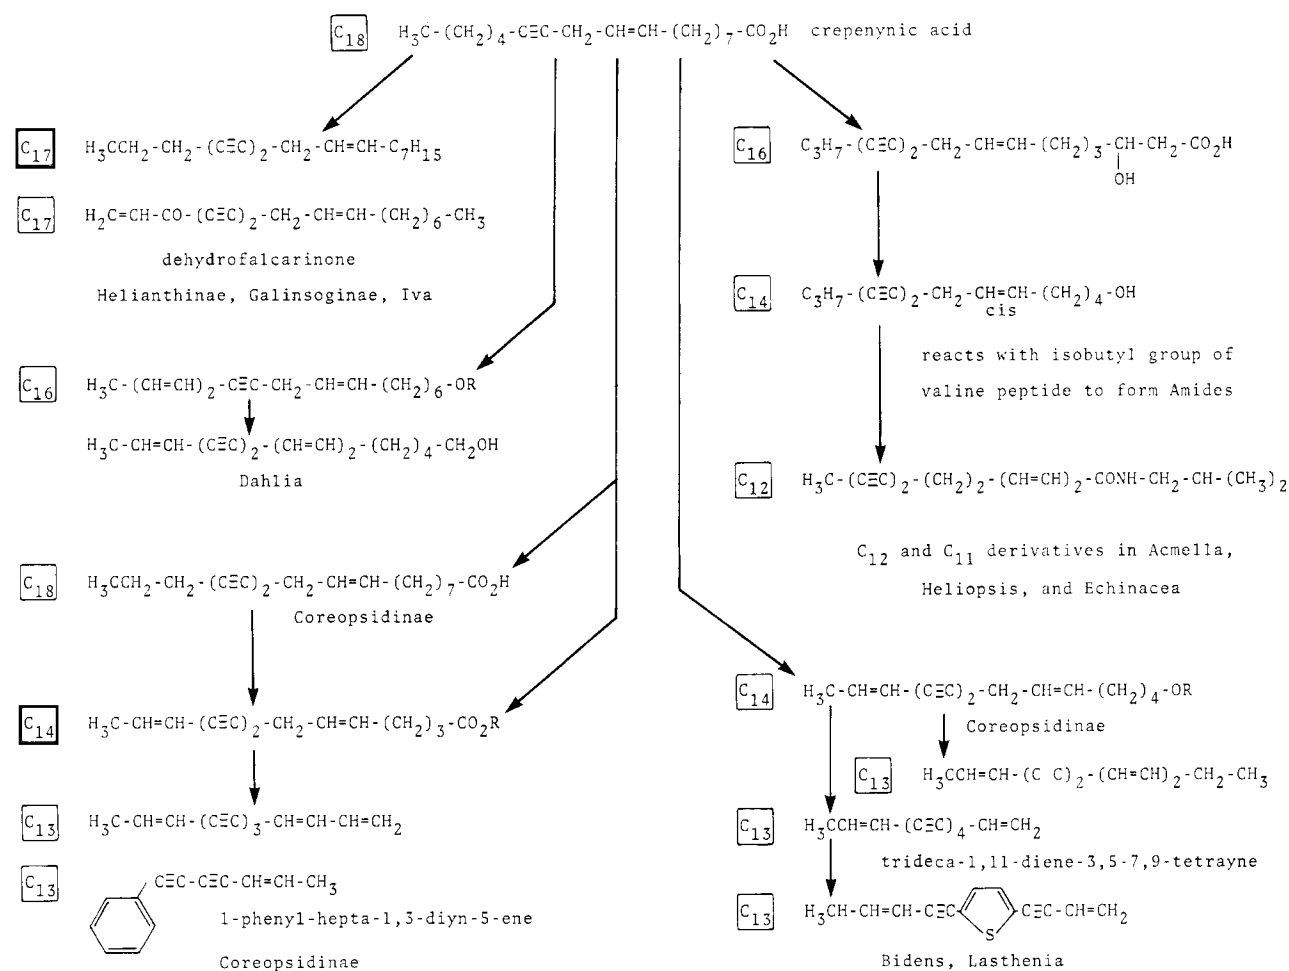 C18 H3C-(CH2)4-C≡C-CH2-CH=CH-(CH2)7-CO2H crepenynic acid
C17 H3CCH2-CH2-(C≡C)2-CH2-CH=CH-C7H15
C17 H2C=CH-CO-(C≡C)2-CH2-CH=CH-(CH2)6-CH3
dehydrofalcarinone
Helianthinae, Galinsoginae, Iva
C16 H3C-(CH=CH)2-C≡C-CH2-CH=CH-(CH2)6-OR
H3C-CH=CH-(C≡C)2-(CH=CH)2-(CH2)4-CH2OH
Dahlia
C18 H3CCH2-CH2-(C≡C)2-CH2-CH=CH-(CH2)7-CO2H
Coreopsidinae
C14 H3C-CH=CH-(C≡C)2-CH2-CH=CH-(CH2)3-CO2R
C13 H3C-CH=CH-(C≡C)3-CH=CH-CH=CH2
C13 C≡C-C≡C-CH=CH-CH3
1-phenyl-hepta-1,3-diyn-5-ene
Coreopsidinae
C16 C3H7-(C≡C)2-CH2-CH=CH-(CH2)3-CH-CH2-CO2H
OH
C14 C3H7-(C≡C)2-CH2-CH=CH-(CH2)4-OH
cis
reacts with isobutyl group of
valine peptide to form Amides
C12 H3C-(C≡C)2-(CH2)2-(CH=CH)2-CONH-CH2-CH-(CH3)2
C12 and C11 derivatives in Acmella,
Heliopsis, and Echinacea
C14 H3C-CH=CH-(C≡C)2-CH2-CH=CH-(CH2)4-OR
Coreopsidinae
C13 H3CCH=CH-(C C)2-(CH=CH)2-CH2-CH3
C13 H3CCH=CH-(C≡C)4-CH=CH2
trideca-1,11-diene-3,5-7,9-tetrayne
C13 H3CH-CH=CH-C≡C S C≡C-CH=CH2
Bidens, Lasthenia